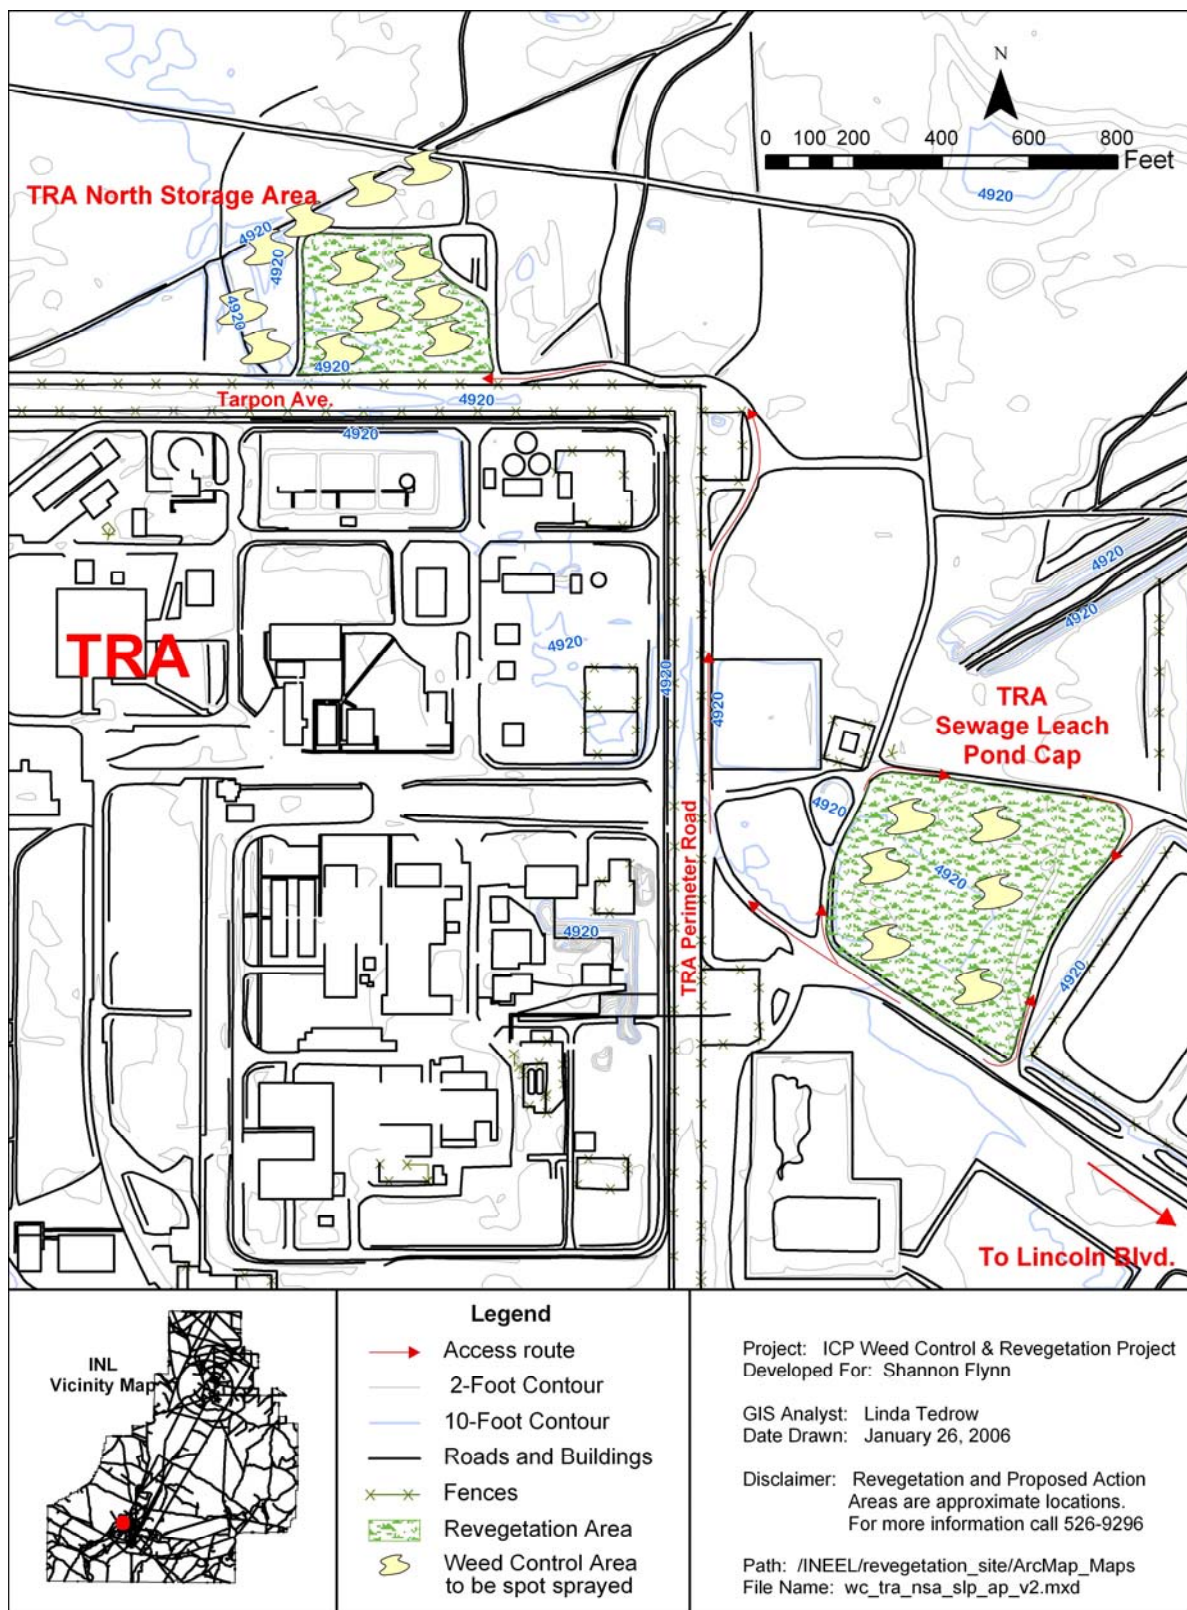 N
0 100 200 400 600 800
Feet
4920
TRA North Storage Area
4920
4920
4920
4920
Tarpon Ave.
4920
4920
4920
4920
TRA
4920
4920
4920
TRA
Sewage Leach
Pond Cap
4920
TRA Perimeter Road
4920
4920
4920
To Lincoln Blvd.
INL
Vicinity Map
Legend
Access route
2-Foot Contour
10-Foot Contour
Roads and Buildings
Fences
Revegetation Area
Weed Control Area
to be spot sprayed
Project: ICP Weed Control & Revegetation Project
Developed For: Shannon Flynn
GIS Analyst: Linda Tedrow
Date Drawn: January 26, 2006
Disclaimer: Revegetation and Proposed Action
Areas are approximate locations.
For more information call 526-9296
Path: /INEEL/revegetation_site/ArcMap_Maps
File Name: wc_tra_nsa_slp_ap_v2.mxd